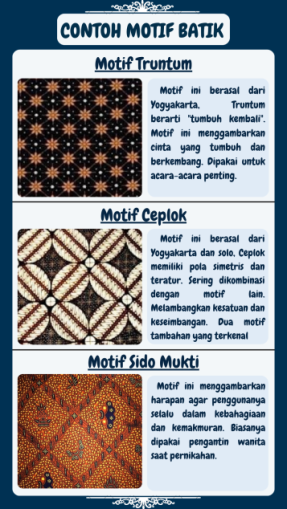 CONTOH MOTIF BATIK
Motif Truntum
Motif ini berasal dari
Yogyakarta, Truntum
berarti "tumbuh kembali".
Motif ini menggambarkan
cinta yang tumbuh dan
berkembang. Dipakai untuk
acara-acara penting.
Motif Ceplok
Motif ini berasal dari
Yogyakarta dan solo, Ceplok
memiliki pola simetris dan
teratur. Sering dikombinasi
dengan motif lain.
Melambangkan kesatuan dan
keseimbangan. Dua motif
tambahan yang terkenal
Motif Sido Mukti
Motif ini menggambarkan
harapan agar penggunanya
selalu dalam kebahagiaan
dan kemakmuran. Biasanya
dipakai pengantin wanita
saat pernikahan.